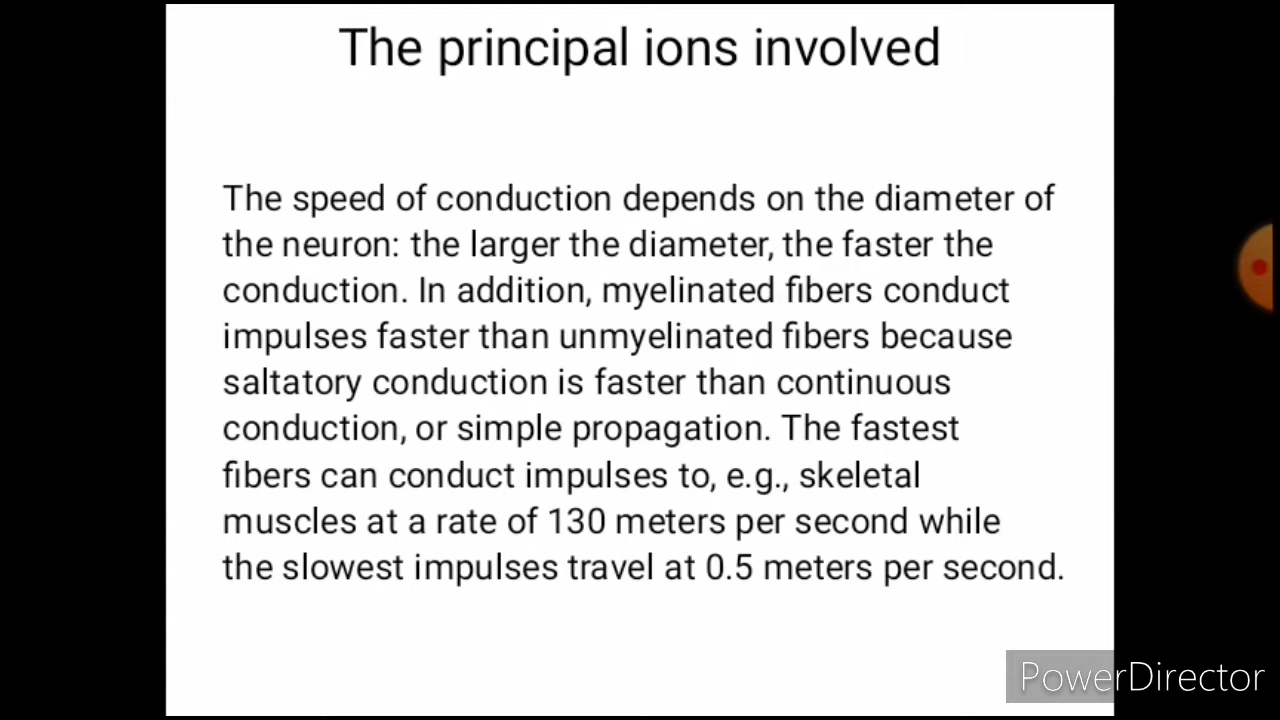 The principal ions involved
The speed of conduction depends on the diameter of
the neuron: the larger the diameter, the faster the
conduction. In addition, myelinated fibers conduct
impulses faster than unmyelinated fibers because
saltatory conduction is faster than continuous
conduction, or simple propagation. The fastest
fibers can conduct impulses to, e.g., skeletal
muscles at a rate of 130 meters per second while
the slowest impulses travel at 0.5 meters per second.
PowerDirector